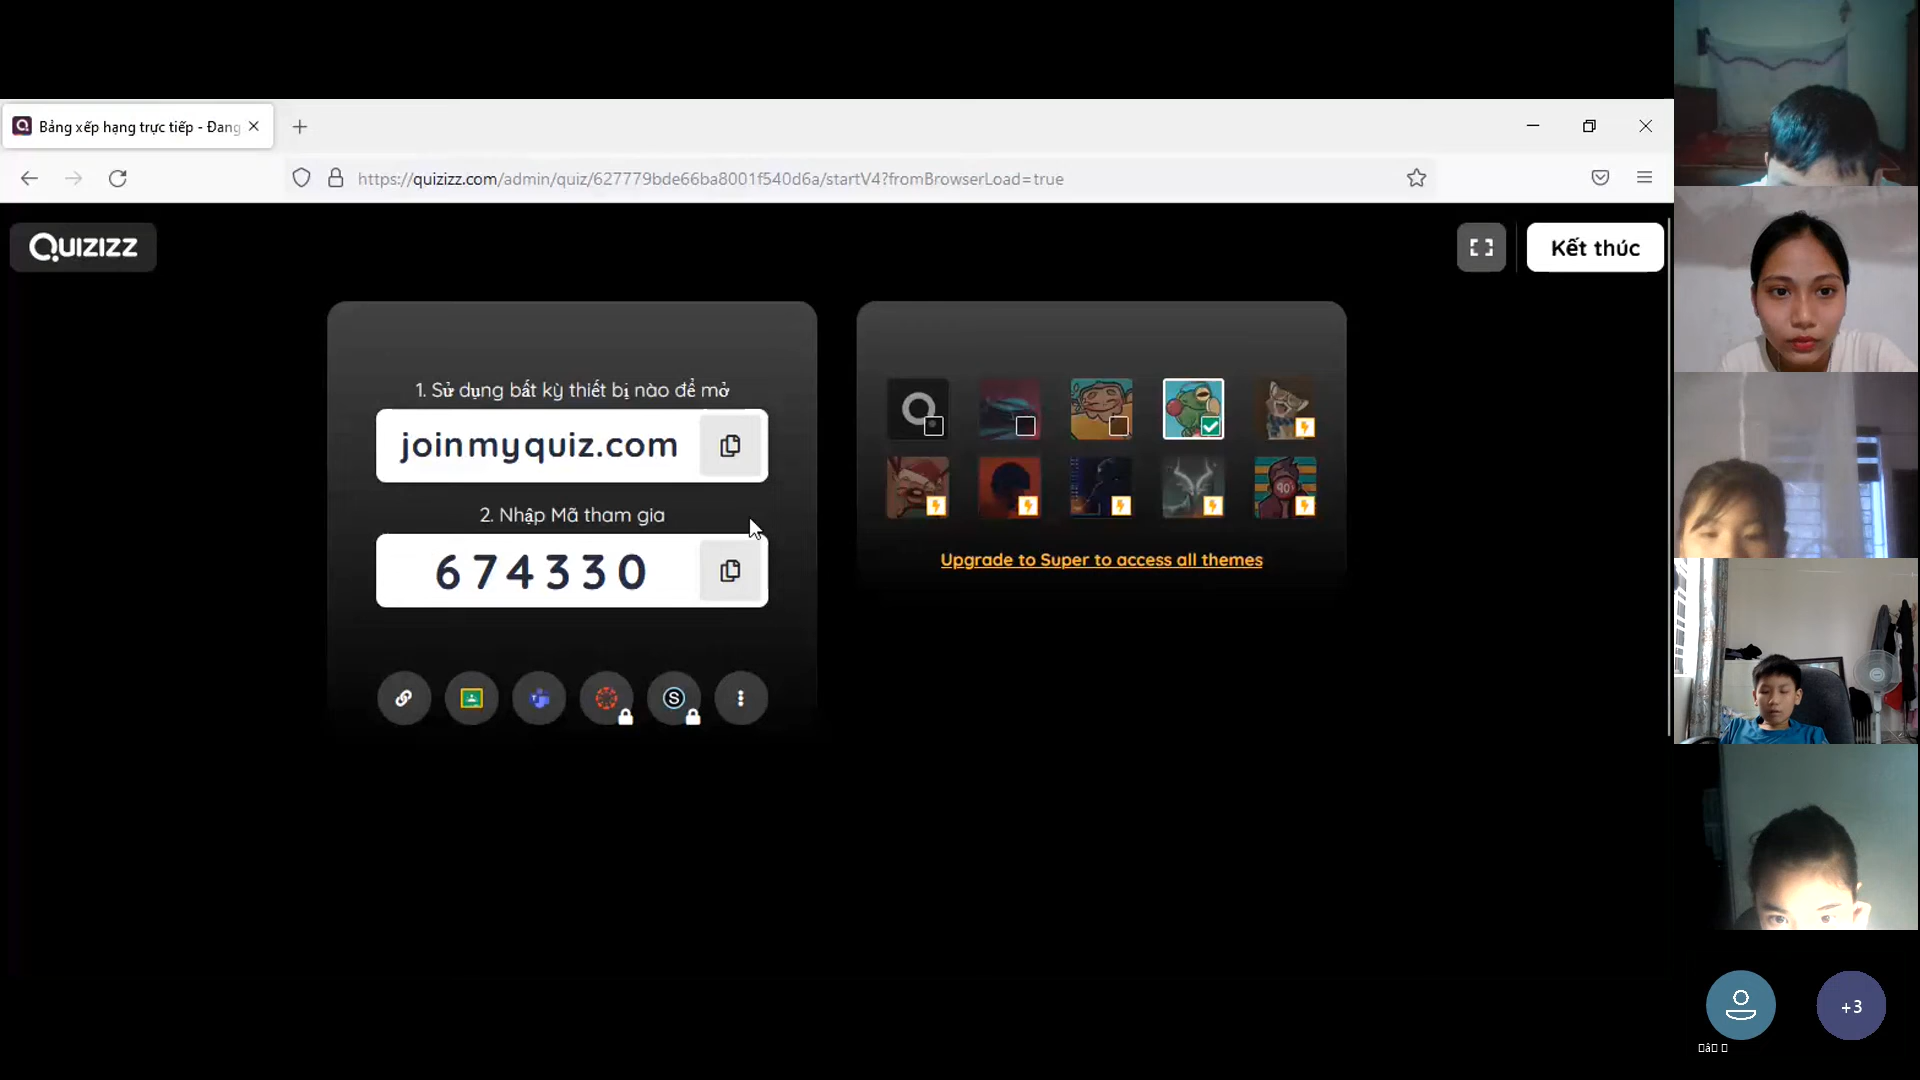 Bảng xếp hạng trực tiếp - Đang
https://quizizz.com/admin/quiz/627779bde66ba8001f540d6a/startV4?fromBrowserLoad=true
QUIZIZZ
Kết thúc
1. Sử dụng bất kỳ thiết bị nào để mở
joinmyquiz.com
2. Nhập Mã tham gia
674330
Upgrade to Super to access all themes
+3